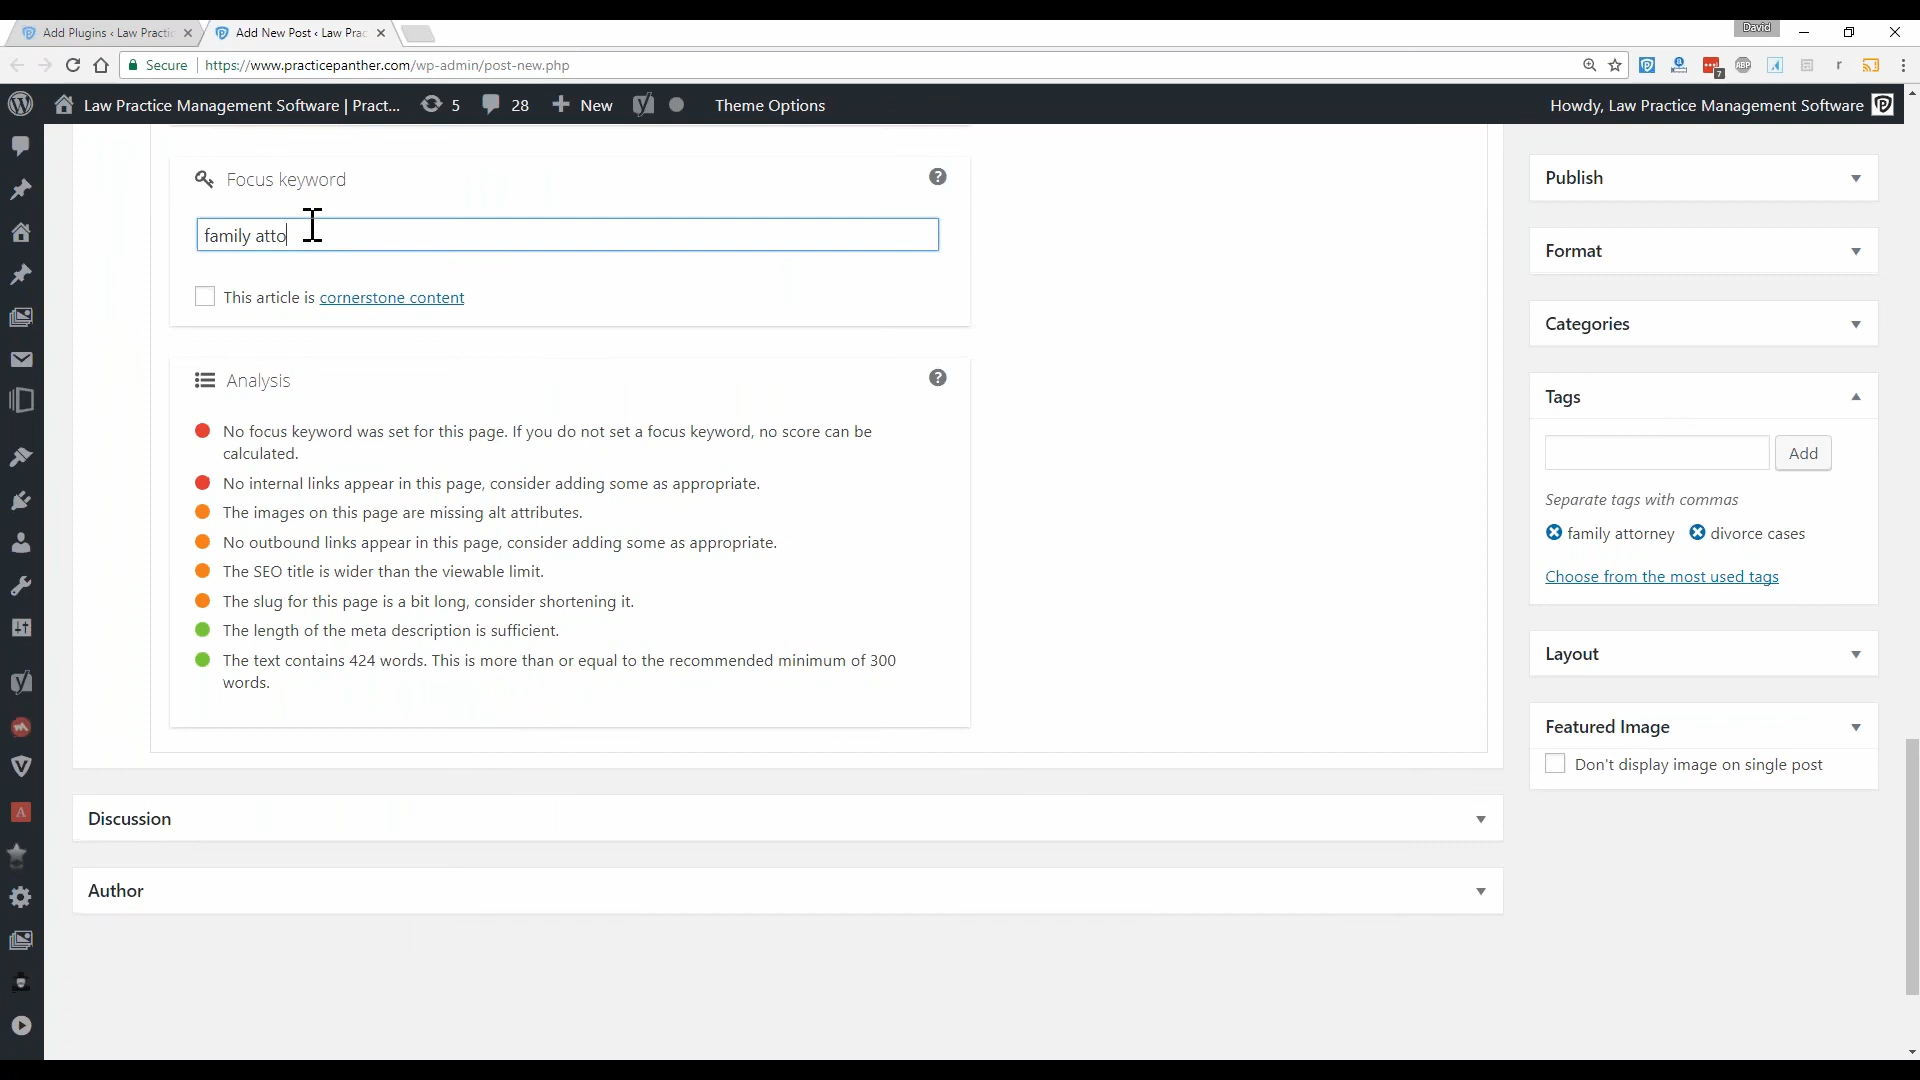 Add Plugins ‹ Law Practic
Add New Post ‹ Law Prac
David
Secure
https://www.practicepanther.com/wp-admin/post-new.php
7
ABP
r
Law Practice Management Software | Pract...
5
28
New
Theme Options
Howdy, Law Practice Management Software
Focus keyword
family atto
This article is cornerstone content
Analysis
No focus keyword was set for this page. If you do not set a focus keyword, no score can be
calculated.
No internal links appear in this page, consider adding some as appropriate.
The images on this page are missing alt attributes.
No outbound links appear in this page, consider adding some as appropriate.
The SEO title is wider than the viewable limit.
The slug for this page is a bit long, consider shortening it.
The length of the meta description is sufficient.
The text contains 424 words. This is more than or equal to the recommended minimum of 300
words.
Discussion
Author
Publish
Format
Categories
Tags
Add
Separate tags with commas
family attorney
divorce cases
Choose from the most used tags
Layout
Featured Image
Don't display image on single post